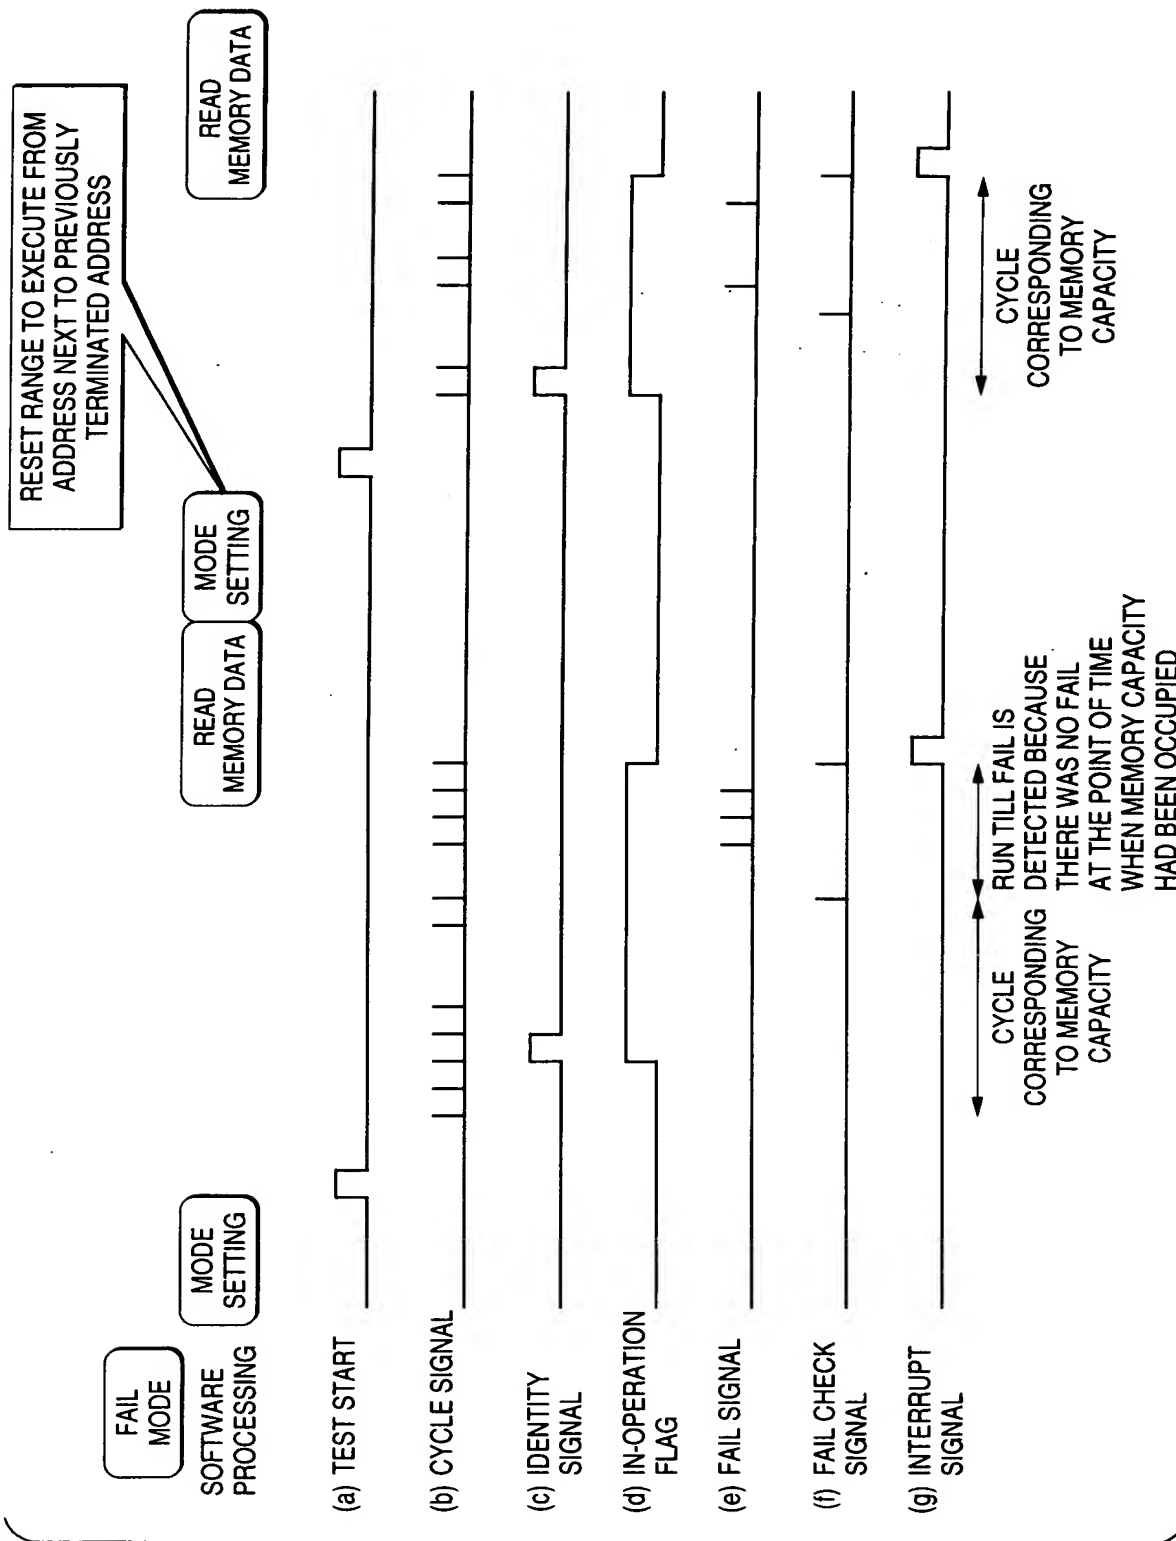 FAIL
MODE
SOFTWARE
PROCESSING
MODE
SETTING
READ
MEMORY DATA
MODE
SETTING
RESET RANGE TO EXECUTE FROM
ADDRESS NEXT TO PREVIOUSLY
TERMINATED ADDRESS
READ
MEMORY DATA
(a) TEST START
(b) CYCLE SIGNAL
(c) IDENTITY
SIGNAL
(d) IN-OPERATION
FLAG
(e) FAIL SIGNAL
(f) FAIL CHECK
SIGNAL
(g) INTERRUPT
SIGNAL
CYCLE
CORRESPONDING
TO MEMORY
CAPACITY
RUN TILL FAIL IS
DETECTED BECAUSE
THERE WAS NO FAIL
AT THE POINT OF TIME
WHEN MEMORY CAPACITY
HAD BEEN OCCUPIED
CYCLE
CORRESPONDING
TO MEMORY
CAPACITY